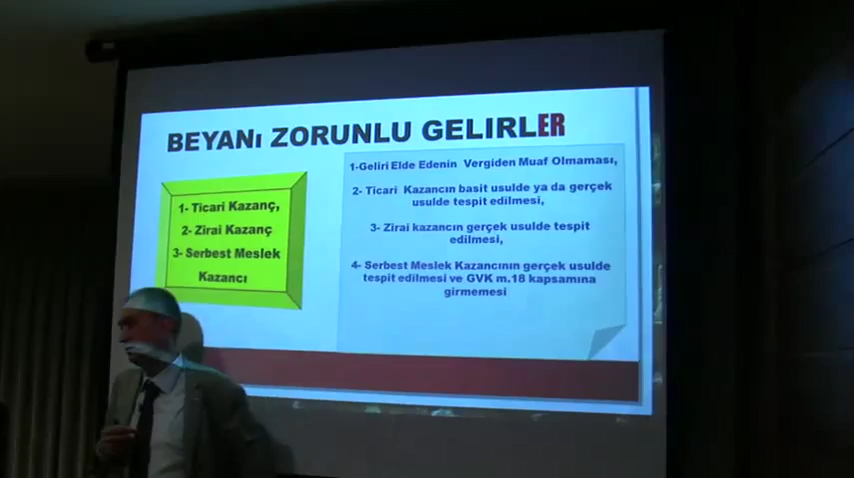 BEYANı ZORUNLU GELIRLER
1- Ticari Kazanç,
2- Zirai Kazanç
3- Serbest Meslek
Kazancı
1-Geliri Elde Edenin Vergiden Muaf Olmaması,
2- Ticari Kazancın basit usulde ya da gerçek
usulde tespit edilmesi,
3- Zirai kazancın gerçek usulde tespit
edilmesi,
4- Serbest Meslek Kazancının gerçek usulde
tespit edilmesi ve GVK m.18 kapsamına
girmemesi